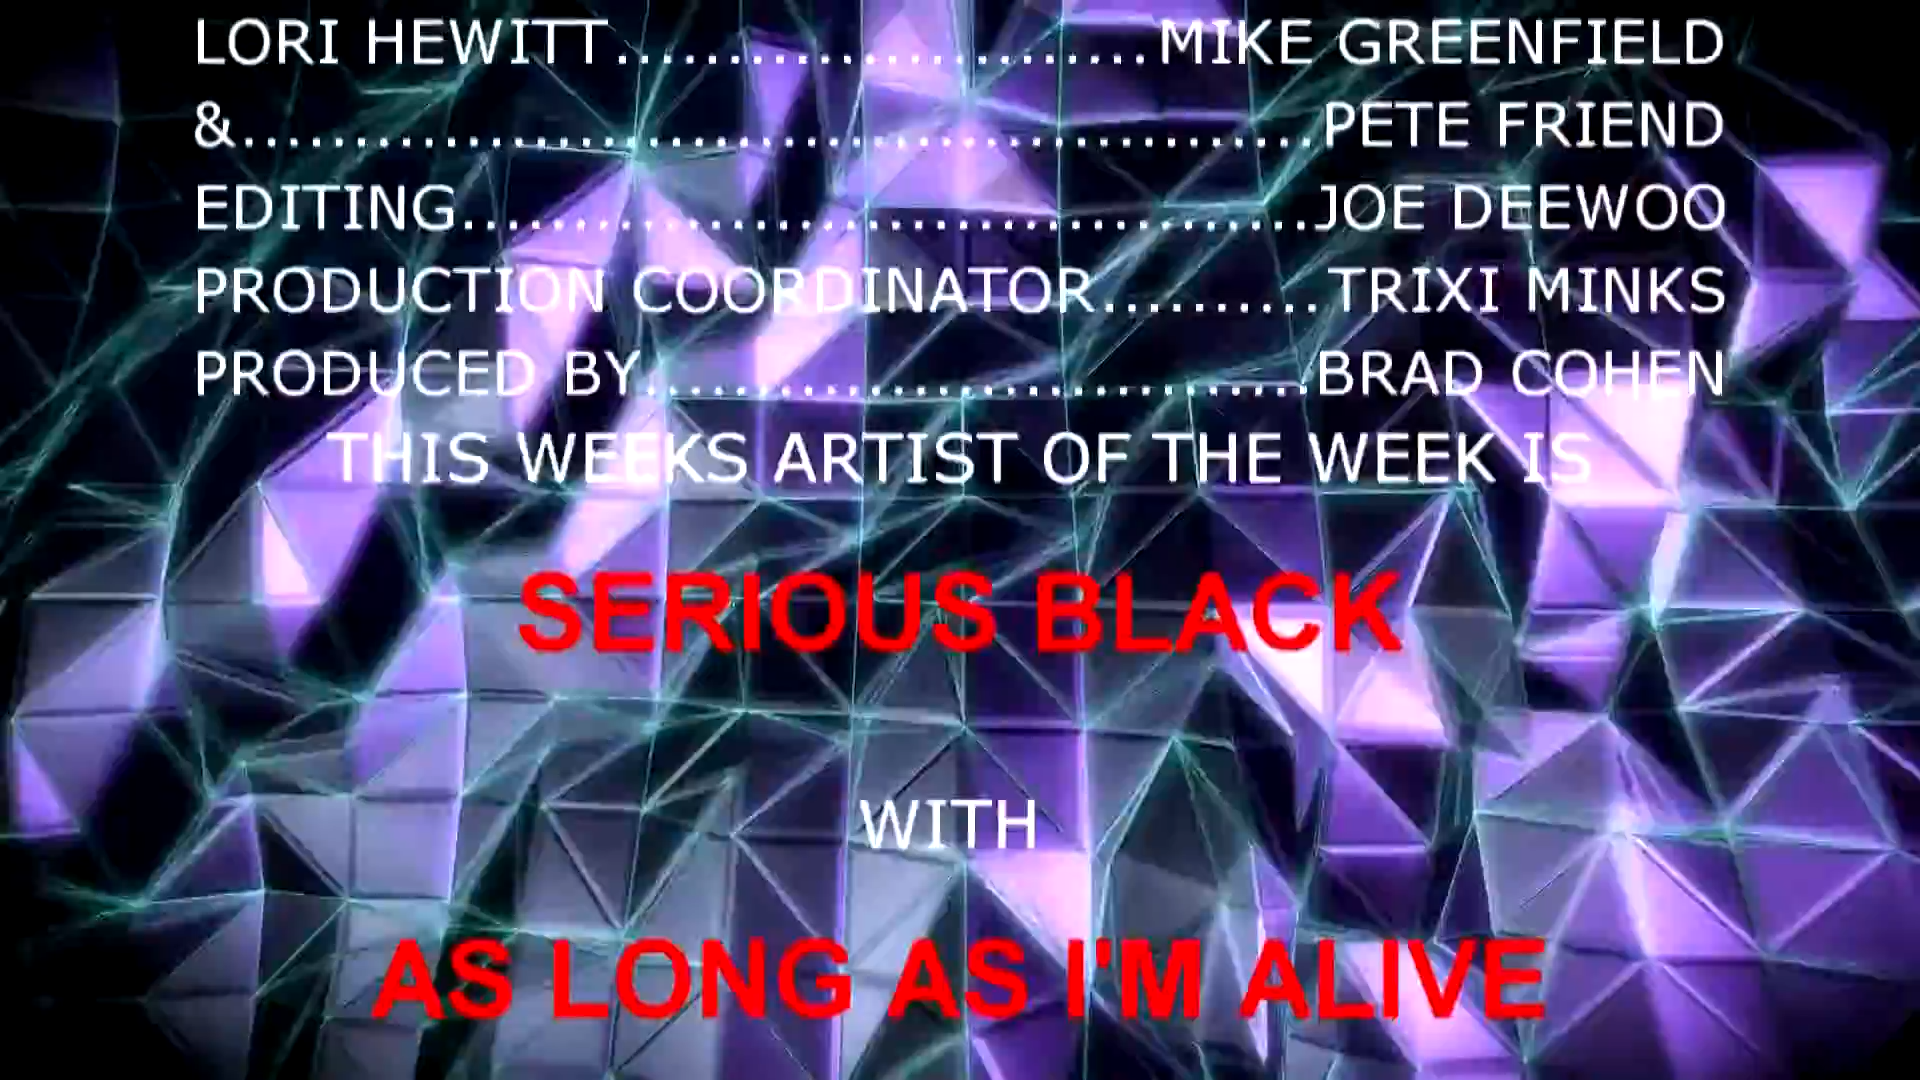 LORI HEWITT........................MIKE GREENFIELD
&................................................PETE FRIEND
EDITING......................................JOE DEEWOO
PRODUCTION COORDINATOR..........TRIXI MINKS
PRODUCED BY..............................BRAD COHEN
THIS WEEKS ARTIST OF THE WEEK IS
SERIOUS BLACK
WITH
AS LONG AS I'M ALIVE